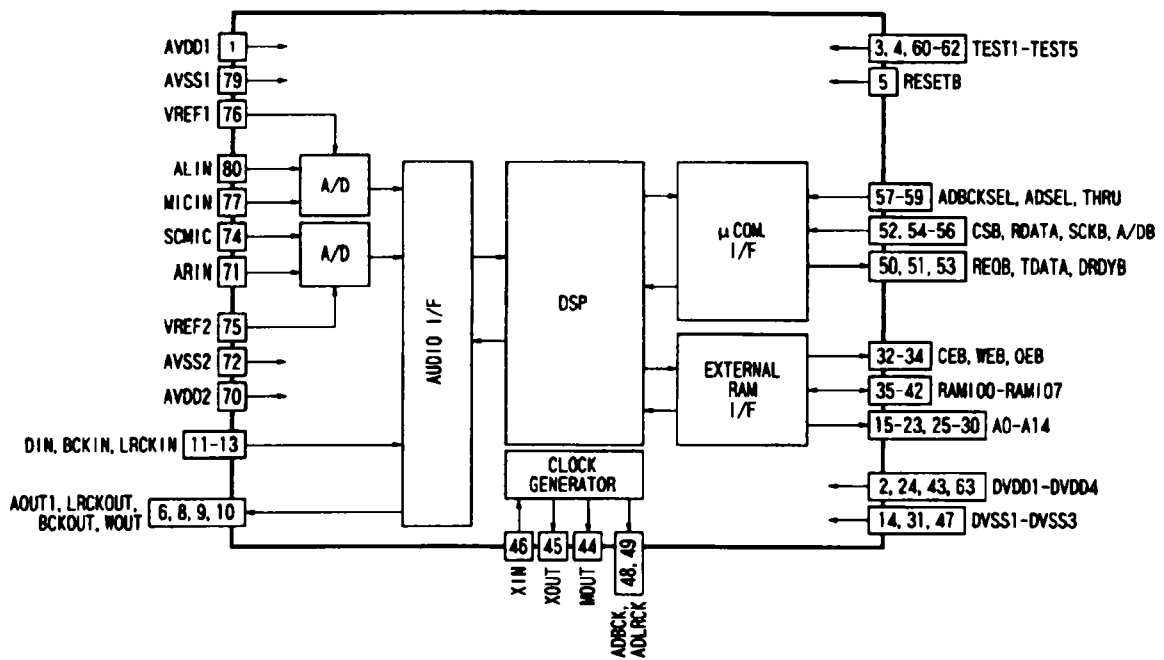 AVDD1 1
AVSS1 79
VREF1 76
ALIN 80
MICIN 77
SCMIC 74
ARIN 71
VREF2 75
AVSS2 72
AVDD2 70
DIN, BCKIN, LRCKIN 11-13
AOUT1, LRCKOUT,
BCKOUT, WOUT 6, 8, 9, 10
A/D
A/D
AUDIO I/F
DSP
μCOM.
I/F
EXTERNAL
RAM
I/F
CLOCK
GENERATOR
3, 4, 60-62 TEST1-TEST5
5 RESETB
57-59 ADBCKSEL, ADSEL, THRU
52, 54-56 CSB, RDATA, SCKB, A/DB
50, 51, 53 REQB, TDATA, DRDYB
32-34 CEB, WEB, OEB
35-42 RAMIO0-RAMIO7
15-23, 25-30 A0-A14
2, 24, 43, 63 DVDD1-DVDD4
14, 31, 47 DVSS1-DVSS3
46 XIN
45 XOUT
44 MOUT
48, 49 ADBCK,
ADLRCK